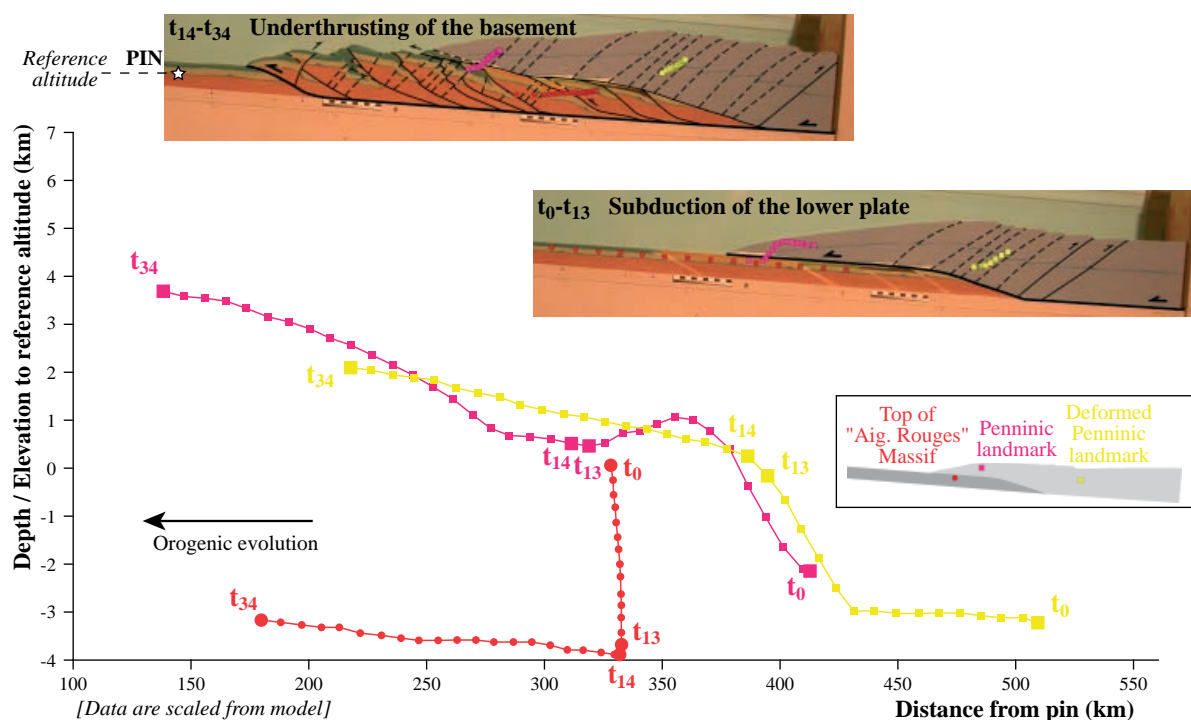 t14-t34 Underthrusting of the basement
Reference altitude
PIN
t0-t13 Subduction of the lower plate
Depth / Elevation to reference altitude (km)
7
6
5
4
3
2
1
0
-1
-2
-3
-4
t34
t34
t14
t13
t14
t13
t0
t0
t0
t34
t13
t14
Orogenic evolution
Top of
"Aig. Rouges"
Massif
Penninic
landmark
Deformed
Penninic
landmark
100 150 200 250 300 350 400 450 500 550
[Data are scaled from model]
Distance from pin (km)